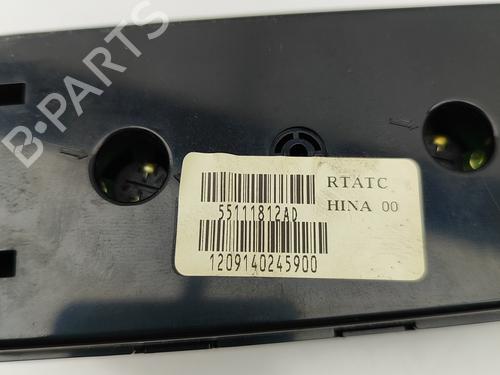 B-PARTS
RTATC
HINA 00
55111812AD
1209140245900